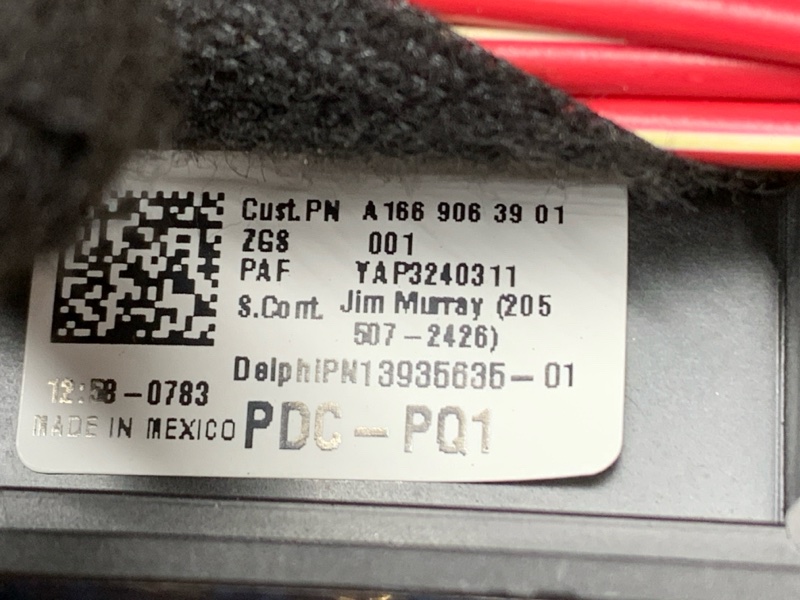 Cust.PN A 166 906 39 01
ZGS 001
PAF YAP3240311
S.Cont. Jim Murray (205
507-2426)
DelphiPN13935635-01
12:58-0783
MADE IN MEXICO PDC-PQ1